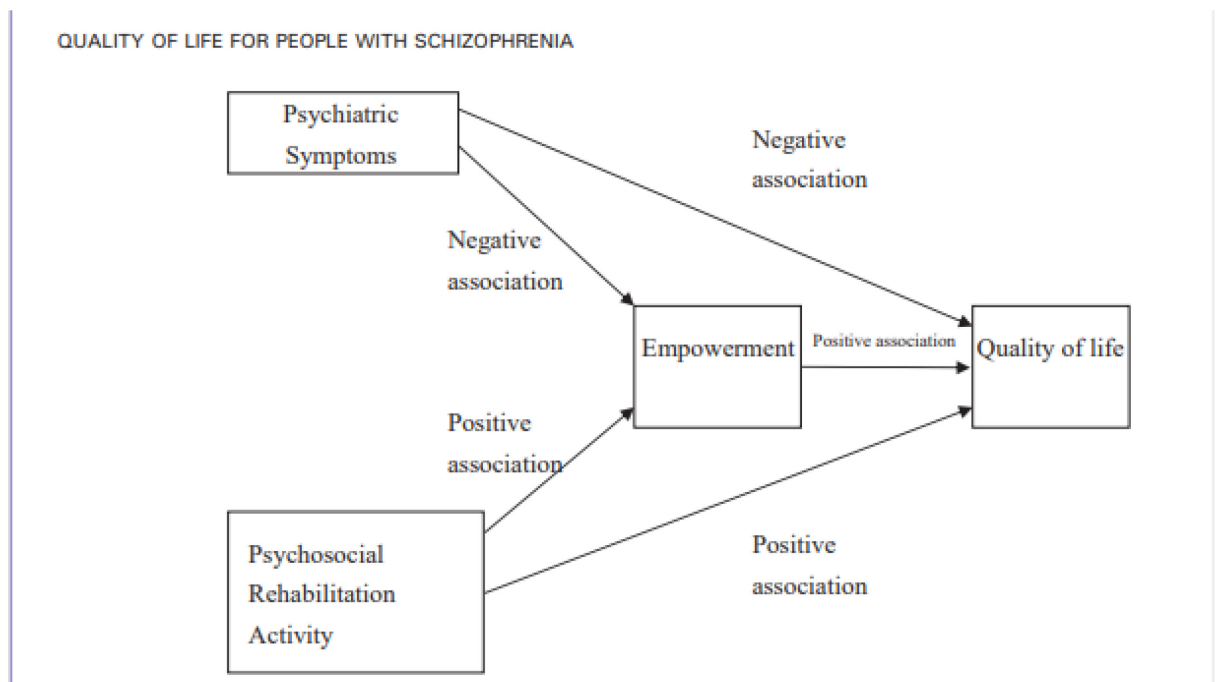 QUALITY OF LIFE FOR PEOPLE WITH SCHIZOPHRENIA
Psychiatric
Symptoms
Negative
association
Negative
association
Empowerment
Positive association
Quality of life
Positive
association
Psychosocial
Rehabilitation
Activity
Positive
association